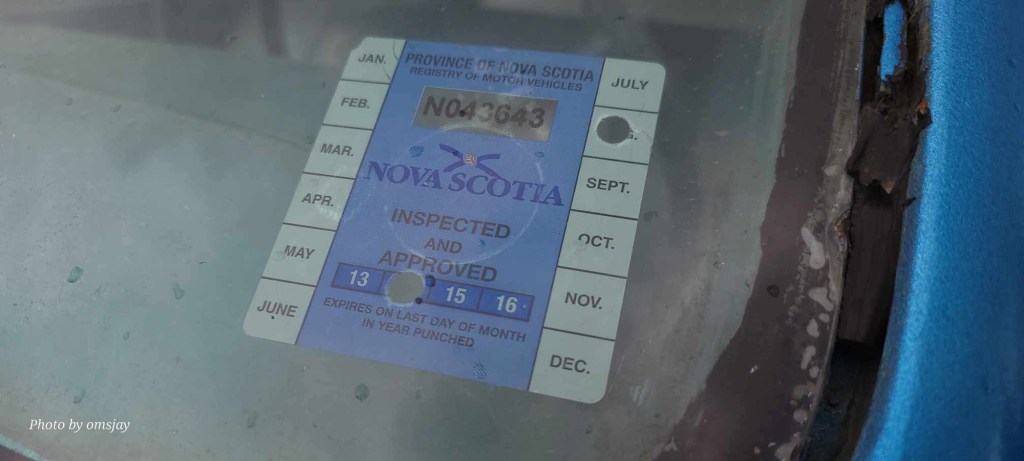 JAN.
FEB.
MAR.
APR.
MAY
JUNE
PROVINCE OF NOVA SCOTIA
REGISTRY OF MOTOR VEHICLES
N043643
NOVA SCOTIA
INSPECTED
AND
APPROVED
13 15 16
EXPIRES ON LAST DAY OF MONTH
IN YEAR PUNCHED
JULY
SEPT.
OCT.
NOV.
DEC.
Photo by omsjay